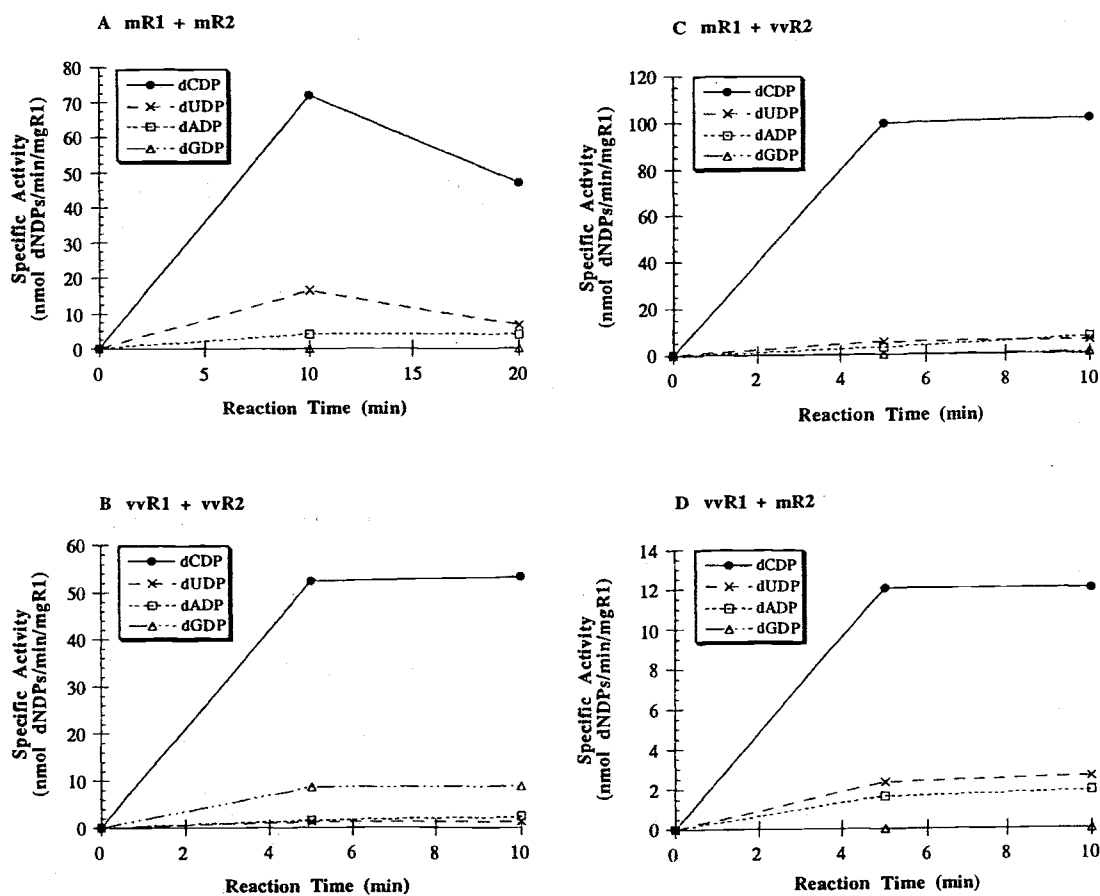 A mR1 + mR2
Specific Activity
(nmol dNDPs/min/mgR1)
80
70
60
50
40
30
20
10
0
dCDP
dUDP
dADP
dGDP
0 5 10 15 20
Reaction Time (min)
C mR1 + vvR2
Specific Activity
(nmol dNDPs/min/mgR1)
120
100
80
60
40
20
0
dCDP
dUDP
dADP
dGDP
0 2 4 6 8 10
Reaction Time (min)
B vvR1 + vvR2
Specific Activity
(nmol dNDPs/min/mgR1)
60
50
40
30
20
10
0
dCDP
dUDP
dADP
dGDP
0 2 4 6 8 10
Reaction Time (min)
D vvR1 + mR2
Specific Activity
(nmol dNDPs/min/mgR1)
14
12
10
8
6
4
2
0
dCDP
dUDP
dADP
dGDP
0 2 4 6 8 10
Reaction Time (min)